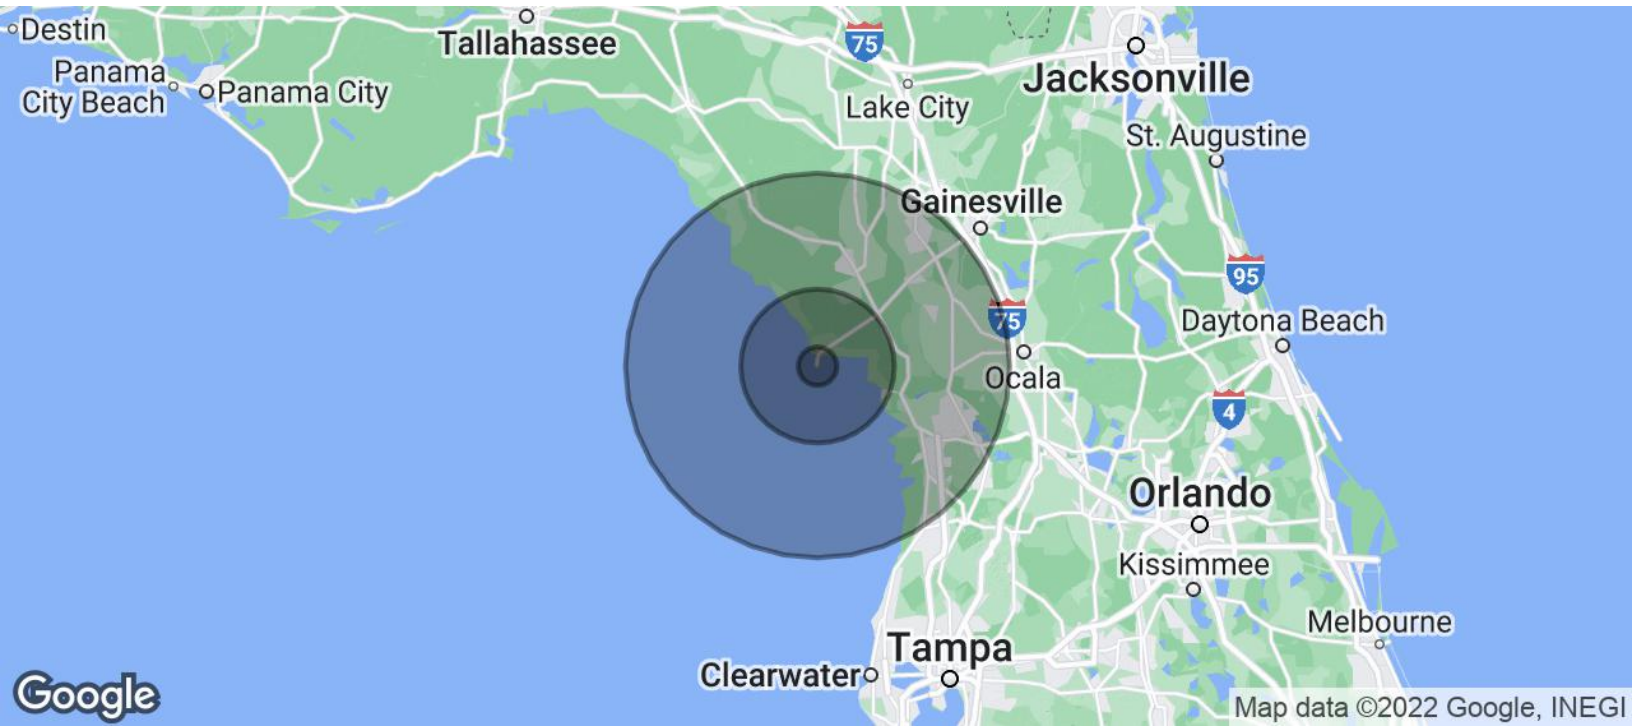 Destin
Tallahassee
75
Jacksonville
Panama
City Beach
Panama City
Lake City
St. Augustine
Gainesville
95
75
Daytona Beach
Ocala
4
Orlando
Kissimmee
Melbourne
Tampa
Clearwater
Google
Map data ©2022 Google, INEGI